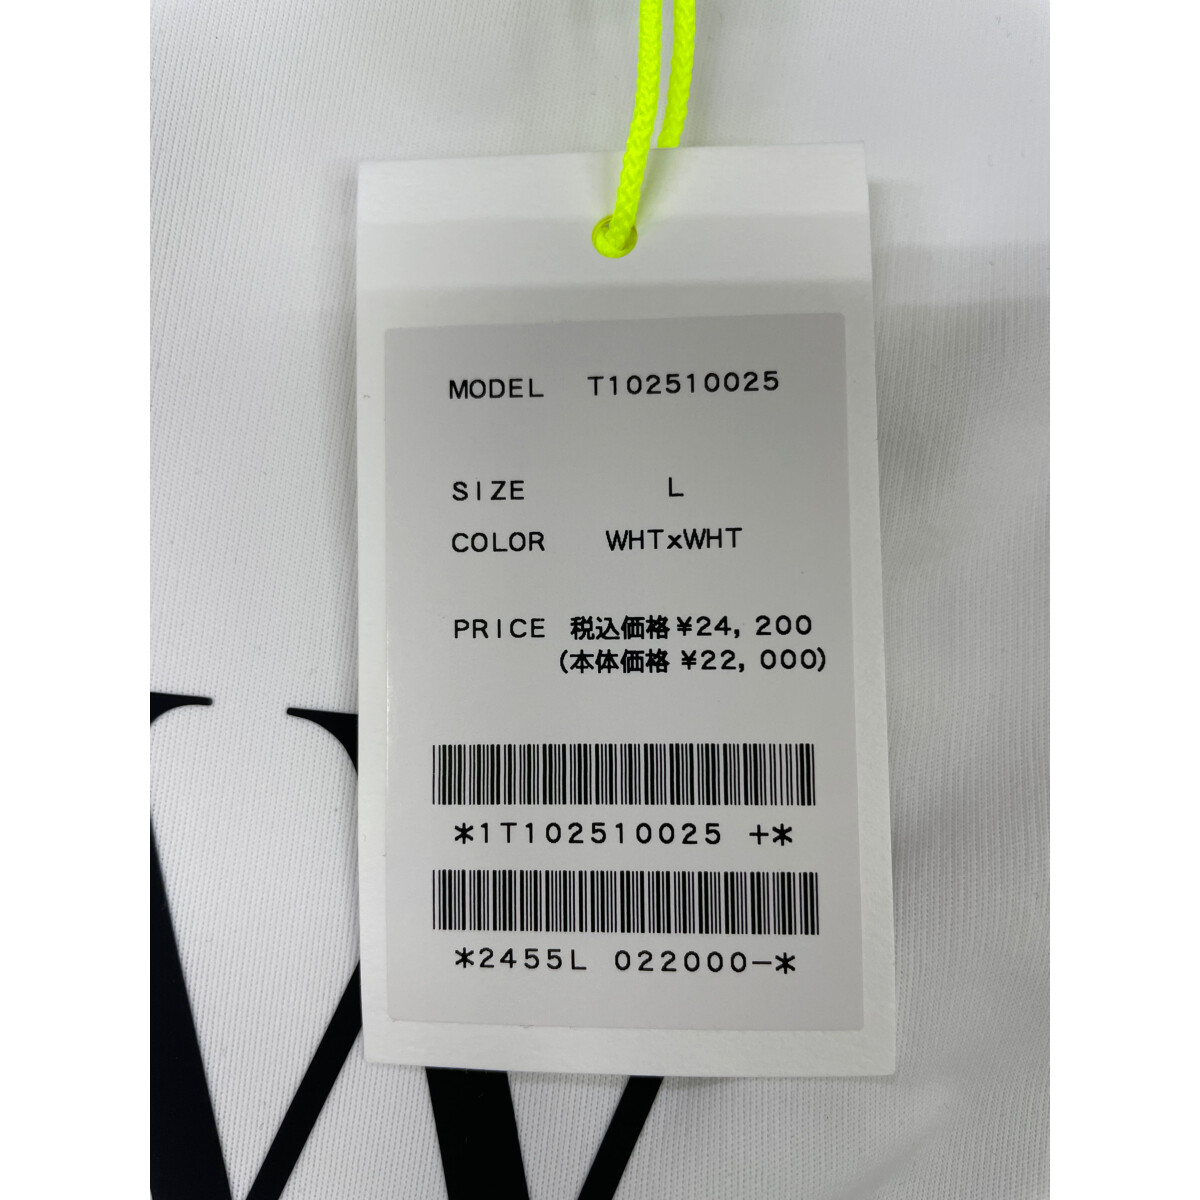 MODEL T102510025
SIZE L
COLOR WHTxWHT
PRICE 税込価格 ¥24, 200
(本体価格 ¥22, 000)
*1T102510025 +*
*2455L 022000-*
W